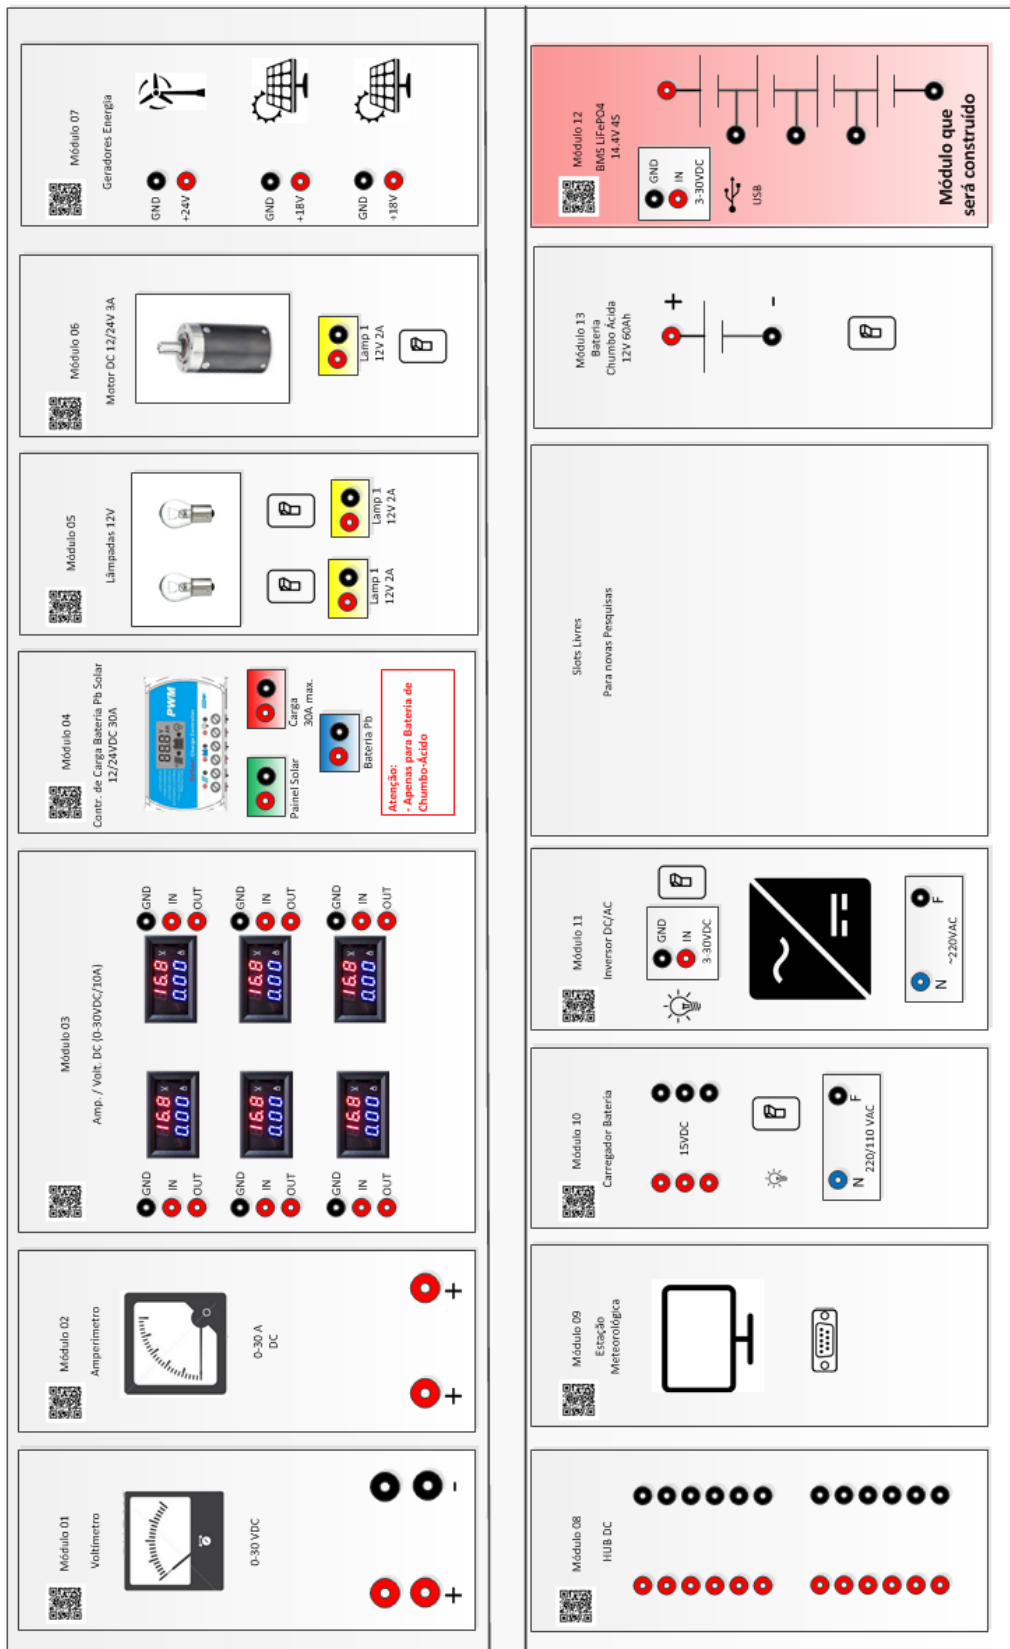 Módulo 01
Voltímetro
0-30 VDC
+
-
Módulo 02
Amperímetro
0-30 A
DC
+
+
Módulo 03
Amp./ Volt. DC (0-30VDC/10A)
GND
IN
OUT
16.8 V
0.00 A
GND
IN
OUT
16.8 V
0.00 A
GND
IN
OUT
16.8 V
0.00 A
16.8 V
0.00 A
GND
IN
OUT
16.8 V
0.00 A
GND
IN
OUT
16.8 V
0.00 A
GND
IN
OUT
Módulo 04
Contr. de Carga Bateria Pb Solar
12/24VDC 30A
PWM
Painel Solar
Carga
30A max.
Bateria Pb
Atenção:
- Apenas para Bateria de
Chumbo-Ácido
Módulo 05
Lâmpadas 12V
Lamp 1
12V 2A
Lamp 1
12V 2A
Módulo 06
Motor DC 12/24V 3A
Lamp 1
12V 2A
Módulo 07
Geradores Energia
GND
+24V
GND
+18V
GND
+18V
Módulo 08
HUB DC
Módulo 09
Estação
Meteorológica
Módulo 10
Carregador Bateria
15VDC
N
F
220/110 VAC
Módulo 11
Inversor DC/AC
GND
IN
3-30VDC
N
F
~220VAC
Slots Livres
Para novas Pesquisas
Módulo 13
Bateria
Chumbo Ácida
12V 60Ah
+
-
Módulo 12
BMS LiFePO4
14.4V 4S
GND
IN
3-30VDC
USB
Módulo que
será construído